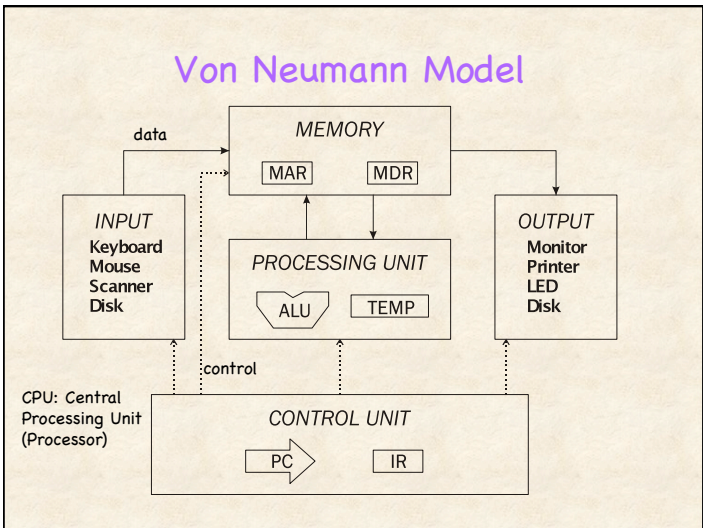 Von Neumann Model
data
MEMORY
MAR
MDR
INPUT
Keyboard
Mouse
Scanner
Disk
PROCESSING UNIT
ALU
TEMP
OUTPUT
Monitor
Printer
LED
Disk
control
CPU: Central
Processing Unit
(Processor)
CONTROL UNIT
PC
IR